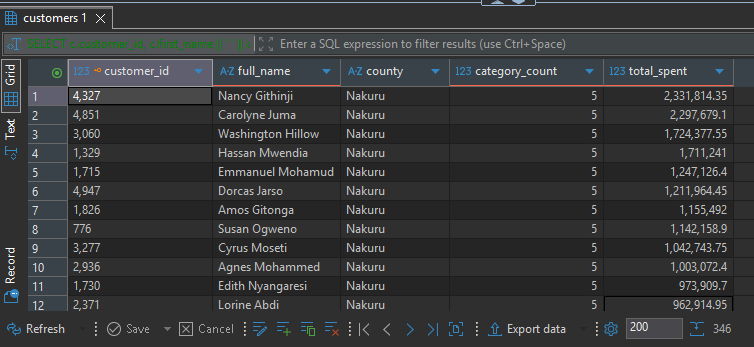 customers 1
SELECT c.customer_id, c.first_name || ' ' || Enter a SQL expression to filter results (use Ctrl+Space)
Grid
Text
Record
123 customer_id A-Z full_name A-Z county 123 category_count 123 total_spent
1 4,327 Nancy Githinji Nakuru 5 2,331,814.35
2 4,851 Carolyne Juma Nakuru 5 2,297,679.1
3 3,060 Washington Hillow Nakuru 5 1,724,377.55
4 1,329 Hassan Mwendia Nakuru 5 1,711,241
5 1,715 Emmanuel Mohamud Nakuru 5 1,247,126.4
6 4,947 Dorcas Jarso Nakuru 5 1,211,964.45
7 1,826 Amos Gitonga Nakuru 5 1,155,492
8 776 Susan Ogweno Nakuru 5 1,142,158.9
9 3,277 Cyrus Moseti Nakuru 5 1,042,743.75
10 2,936 Agnes Mohammed Nakuru 5 1,003,072.4
11 1,730 Edith Nyangaresi Nakuru 5 973,909.7
12 2,371 Lorine Abdi Nakuru 5 962,914.95
Refresh Save Cancel Export data 200 346